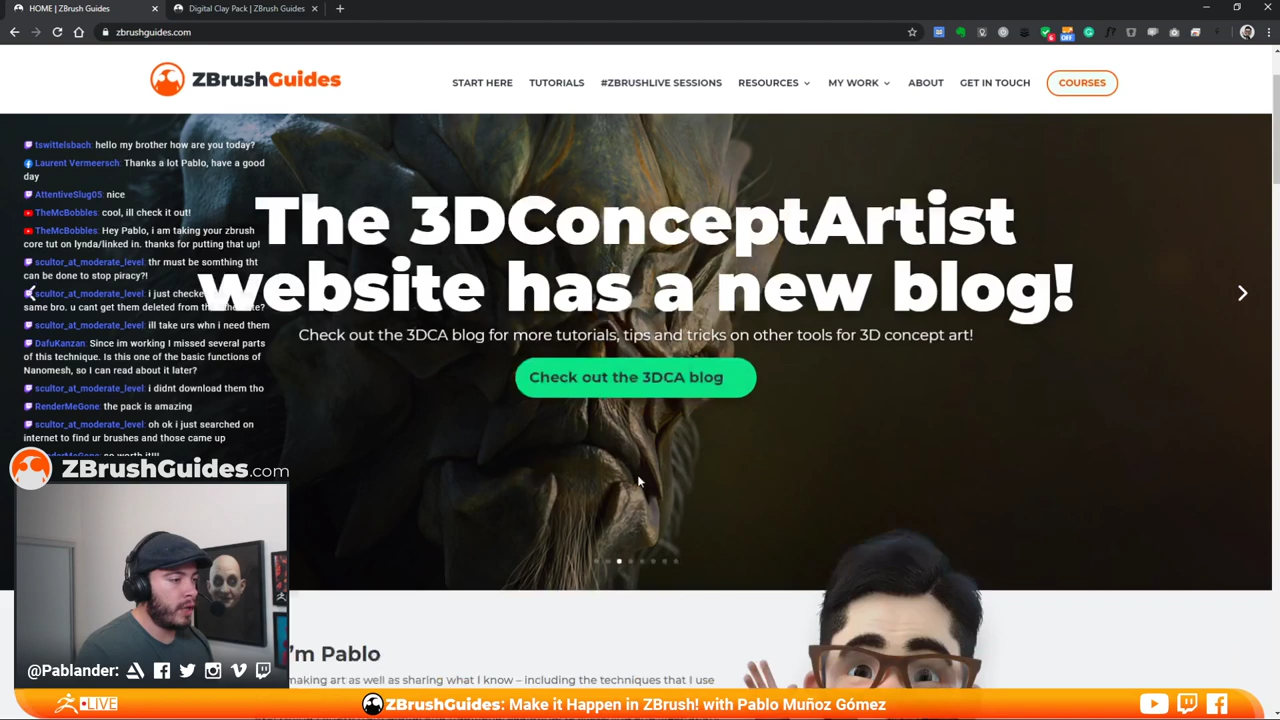 HOME | ZBrush Guides
Digital Clay Pack | ZBrush Guides
zbrushguides.com
ZBrushGuides
START HERE
TUTORIALS
#ZBRUSHLIVE SESSIONS
RESOURCES
MY WORK
ABOUT
GET IN TOUCH
COURSES
tswittelsbach: hello my brother how are you today?
Laurent Vermeersch: Thanks a lot Pablo, have a good
day
AttentiveSlug05: nice
TheMcBobbles: cool, ill check it out!
TheMcBobbles: Hey Pablo, i am taking your zbrush
core tut on lynda/linked in. thanks for putting that up!
scultor_at_moderate_level: thr must be somthing tht
can be done to stop piracy?!
scultor_at_moderate_level: i just checke
same bro. u cant get them deleted from
scultor_at_moderate_level: ill take urs whn i need them
DafuKanzan: Since im working I missed several parts
of this technique. Is this one of the basic functions of
Nanomesh, so I can read about it later?
scultor_at_moderate_level: i didnt download them tho
RenderMeGone: the pack is amazing
scultor_at_moderate_level: oh ok i just searched on
internet to find ur brushes and those came up
The 3DConceptArtist
website has a new blog!
Check out the 3DCA blog for more tutorials, tips and tricks on other tools for 3D concept art!
Check out the 3DCA blog
ZBrushGuides.com
'm Pablo
making art as well as sharing what I know – including the techniques that I use
@Pablander:
LIVE
ZBrushGuides: Make it Happen in ZBrush! with Pablo Muñoz Gómez